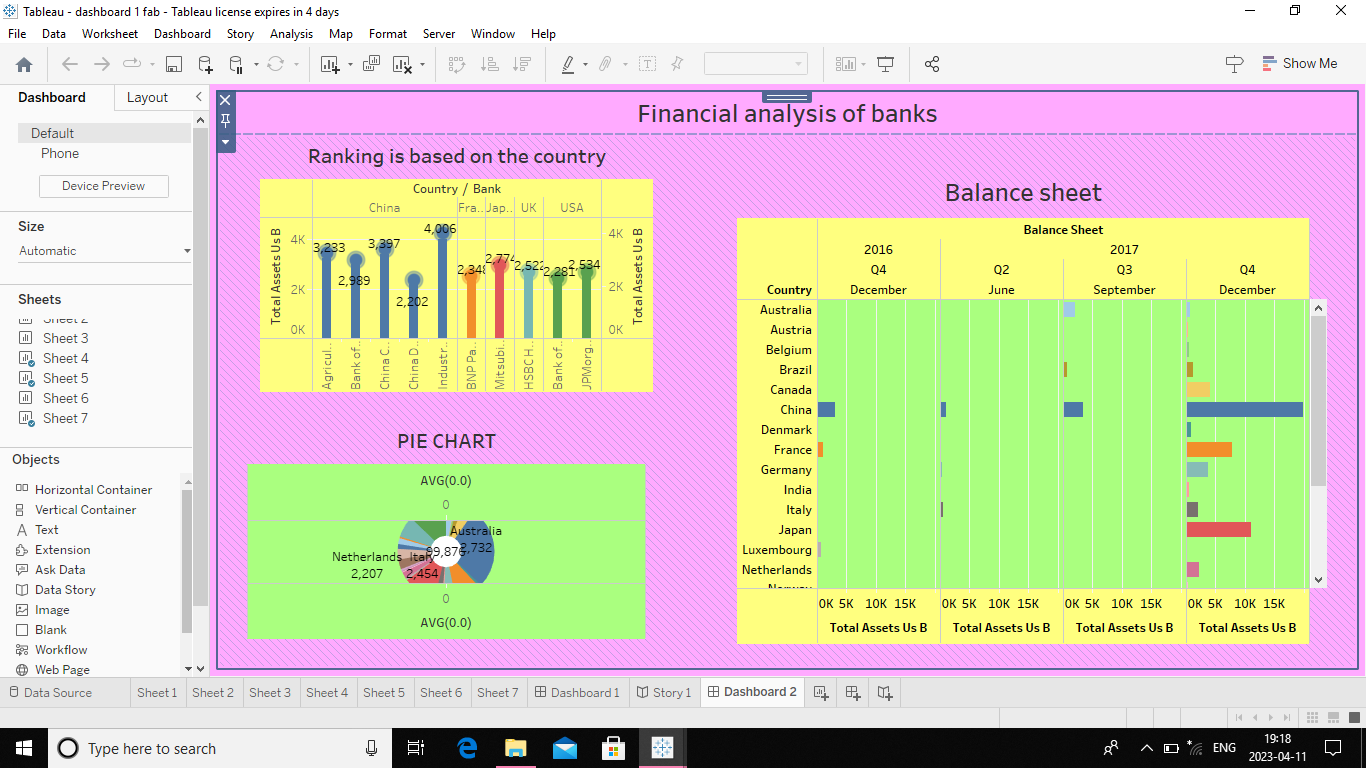 Tableau - dashboard 1 fab - Tableau license expires in 4 days
File Data Worksheet Dashboard Story Analysis Map Format Server Window Help
Show Me
Dashboard Layout
Default
Phone
Device Preview
Size
Automatic
Sheets
Sheet 2
Sheet 3
Sheet 4
Sheet 5
Sheet 6
Sheet 7
Objects
Horizontal Container
Vertical Container
Text
Extension
Ask Data
Data Story
Image
Blank
Workflow
Web Page
Financial analysis of banks
Ranking is based on the country
Country / Bank
China Fra.. Jap.. UK USA
Total Assets Us B
4K
2K
0K
3,233 2,989 3,397 2,202 4,006 2,348 2,774 2,522 2,281 2,534
4K
2K
0K
Total Assets Us B
Agricul.. Bank of.. China C.. China D.. Industr.. BNP Pa.. Mitsubi.. HSBC H.. Bank of.. JPMorg..
PIE CHART
AVG(0.0)
0
Australia
2,732
99,876
Netherlands
2,207
Italy
2,454
0
AVG(0.0)
Balance sheet
Balance Sheet
2016 2017
Q4 Q2 Q3 Q4
Country December June September December
Australia
Austria
Belgium
Brazil
Canada
China
Denmark
France
Germany
India
Italy
Japan
Luxembourg
Netherlands
Norway
0K 5K 10K 15K 0K 5K 10K 15K 0K 5K 10K 15K 0K 5K 10K 15K
Total Assets Us B Total Assets Us B Total Assets Us B Total Assets Us B
Data Source Sheet 1 Sheet 2 Sheet 3 Sheet 4 Sheet 5 Sheet 6 Sheet 7 Dashboard 1 Story 1 Dashboard 2
Type here to search
ENG
19:18
2023-04-11